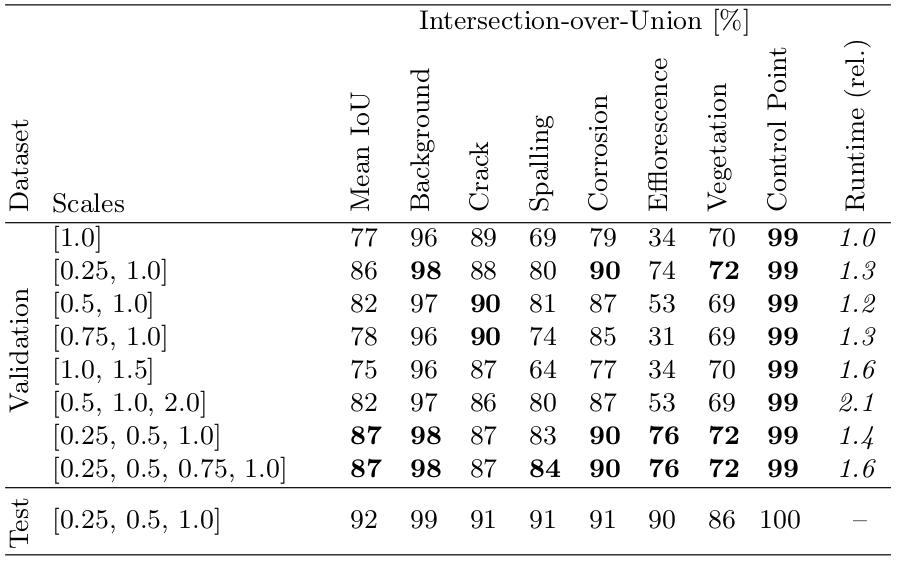 Intersection-over-Union [%]
Dataset Scales Mean IoU Background Crack Spalling Corrosion Efflorescence Vegetation Control Point Runtime (rel.)
Validation
[1.0] 77 96 89 69 79 34 70 99 1.0
[0.25, 1.0] 86 98 88 80 90 74 72 99 1.3
[0.5, 1.0] 82 97 90 81 87 53 69 99 1.2
[0.75, 1.0] 78 96 90 74 85 31 69 99 1.3
[1.0, 1.5] 75 96 87 64 77 34 70 99 1.6
[0.5, 1.0, 2.0] 82 97 86 80 87 53 69 99 2.1
[0.25, 0.5, 1.0] 87 98 87 83 90 76 72 99 1.4
[0.25, 0.5, 0.75, 1.0] 87 98 87 84 90 76 72 99 1.6
Test
[0.25, 0.5, 1.0] 92 99 91 91 91 90 86 100 –